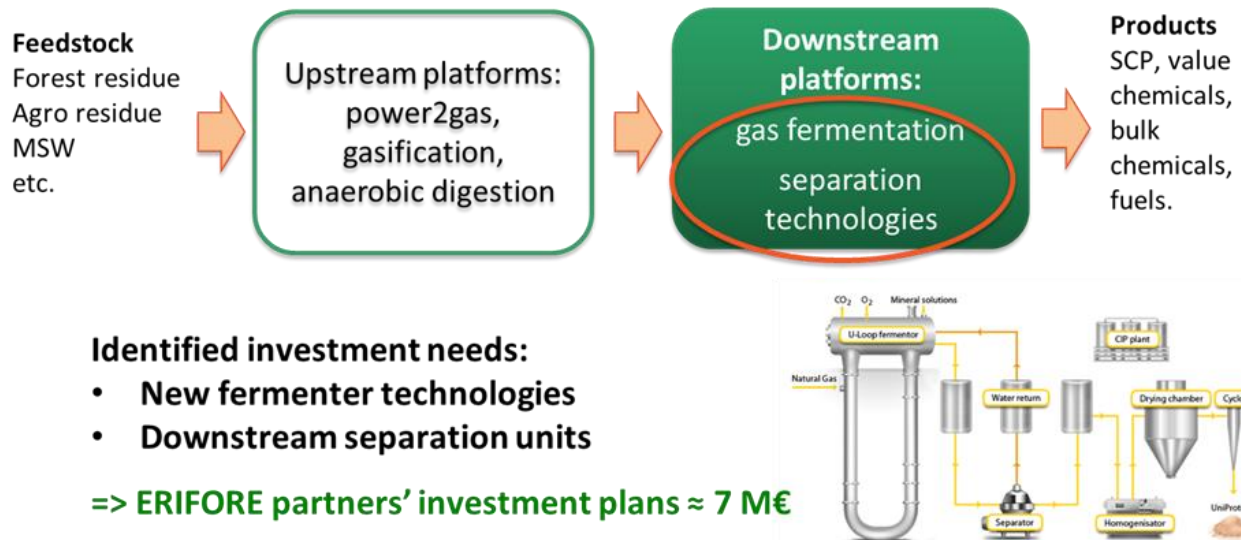 Feedstock
Forest residue
Agro residue
MSW
etc.
Upstream platforms:
power2gas,
gasification,
anaerobic digestion
Downstream
platforms:
gas fermentation
separation
technologies
Products
SCP, value
chemicals,
bulk
chemicals,
fuels.
Identified investment needs:
• New fermenter technologies
• Downstream separation units
=> ERIFORE partners’ investment plans ≈ 7 M€
CO₂ O₂ Mineral solutions
U-Loop fermentor
CIP plant
Natural Gas
Water return
Drying chamber
Cyclo
Separator
Homogenisator
UniProte